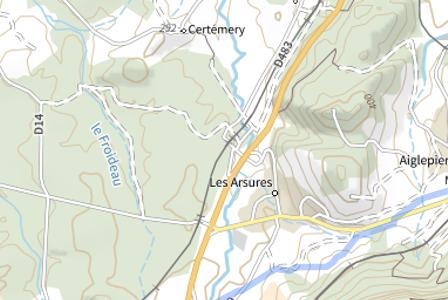 292
Certémery
D483
400
D14
le Froideau
Aiglepier
Les Arsures